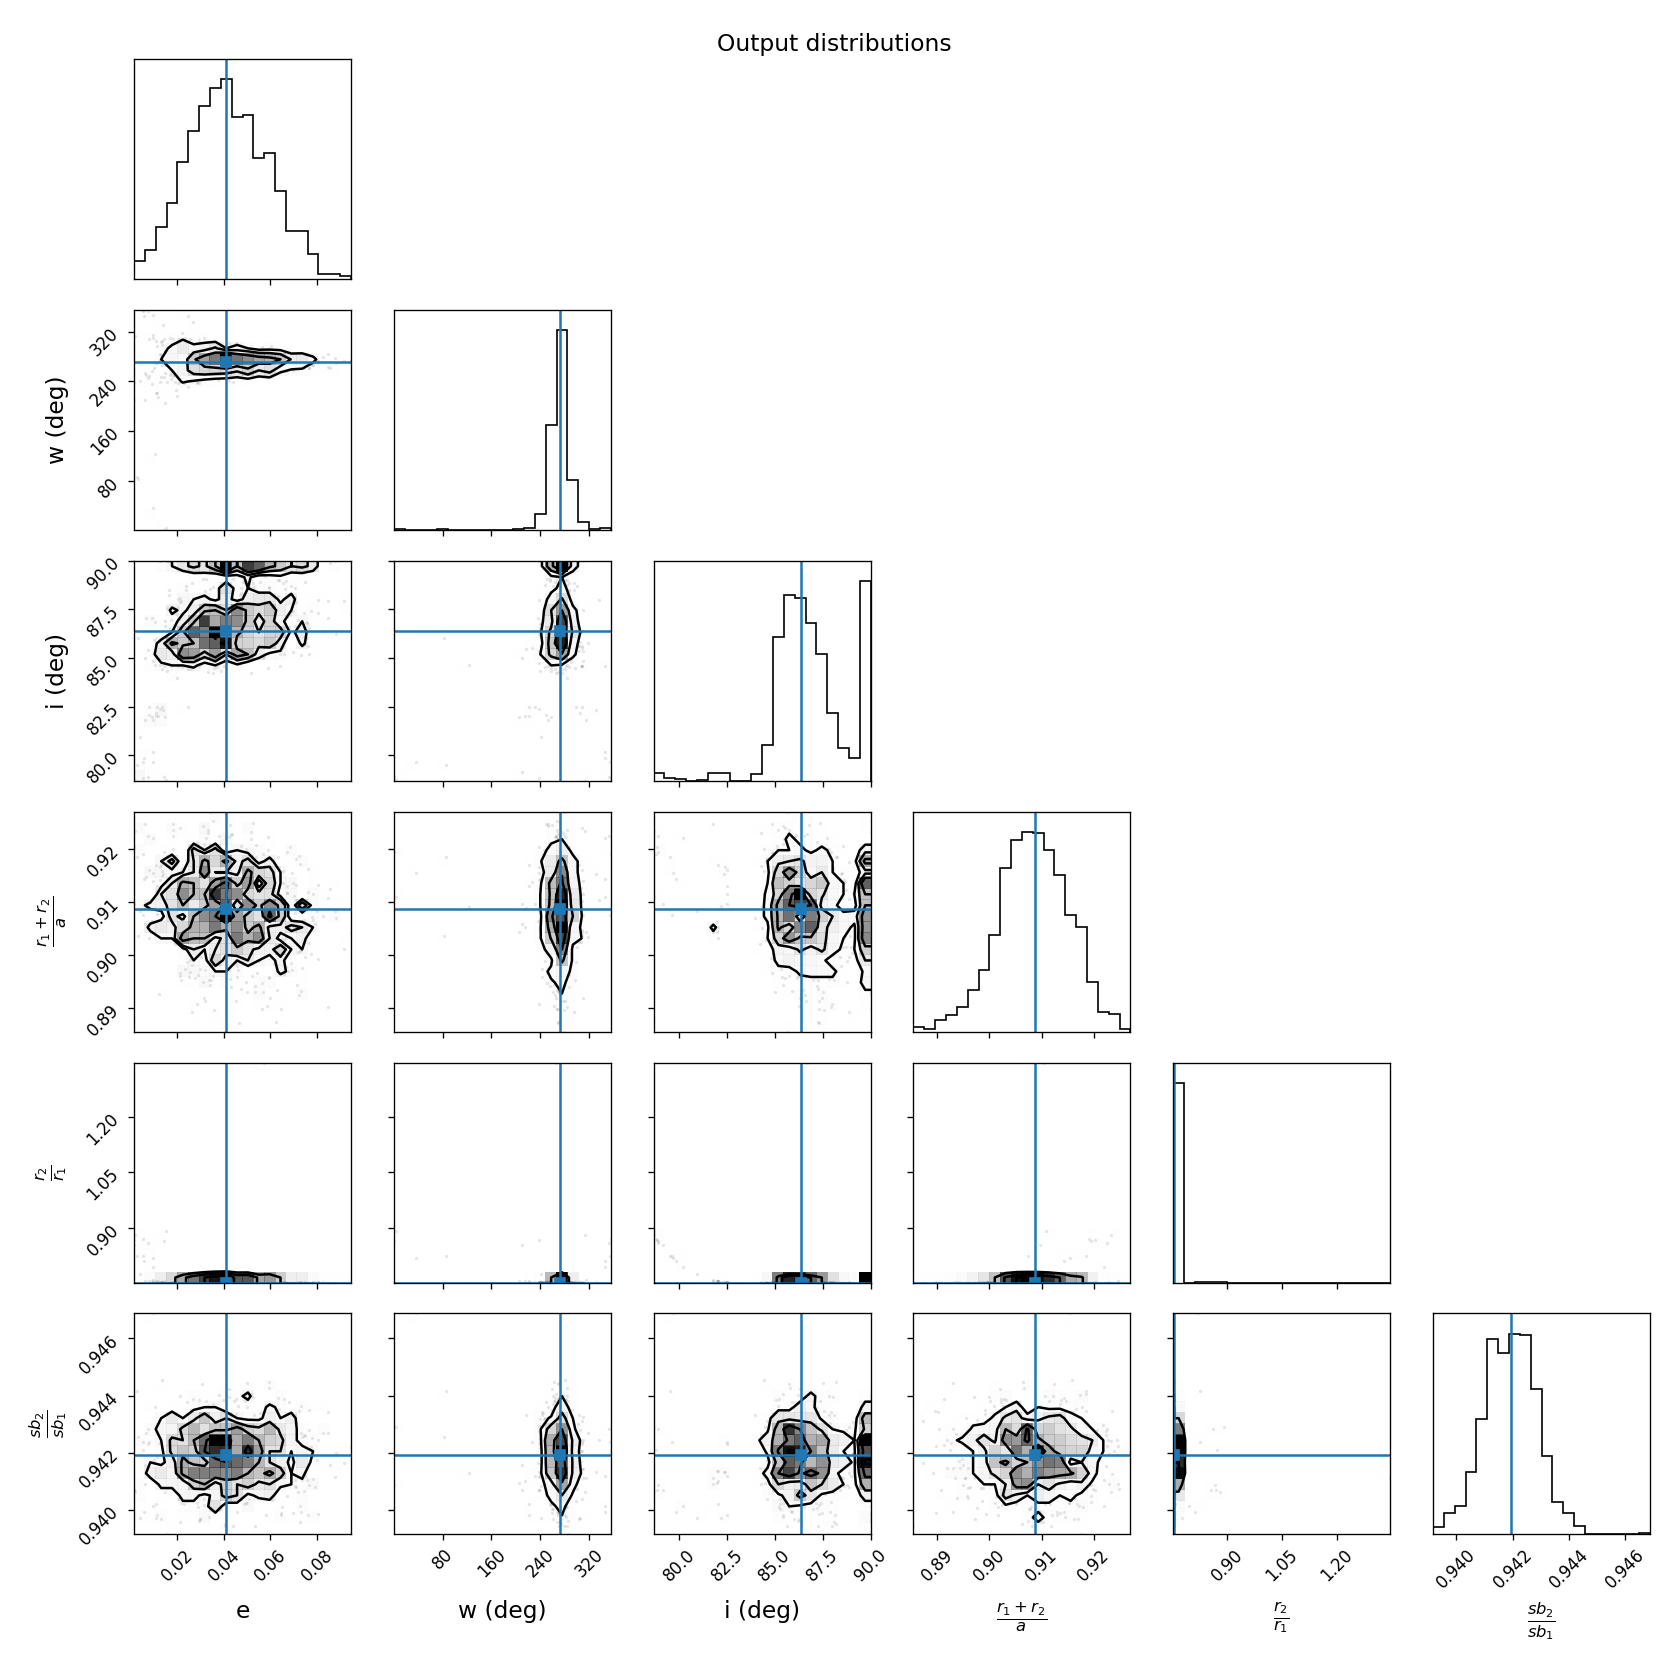 Output distributions
w (deg)
320
240
160
80
i (deg)
90.0
87.5
85.0
82.5
80.0
r₁ + r₂
a
0.92
0.91
0.90
0.89
r₂
r₁
1.20
1.05
0.90
sb₂
sb₁
0.946
0.944
0.942
0.940
0.02 0.04 0.06 0.08 80 160 240 320 80.0 82.5 85.0 87.5 90.0 0.89 0.90 0.91 0.92 0.90 1.05 1.20 0.940 0.942 0.944 0.946
e w (deg) i (deg) r₁ + r₂ r₂ sb₂
a r₁ sb₁